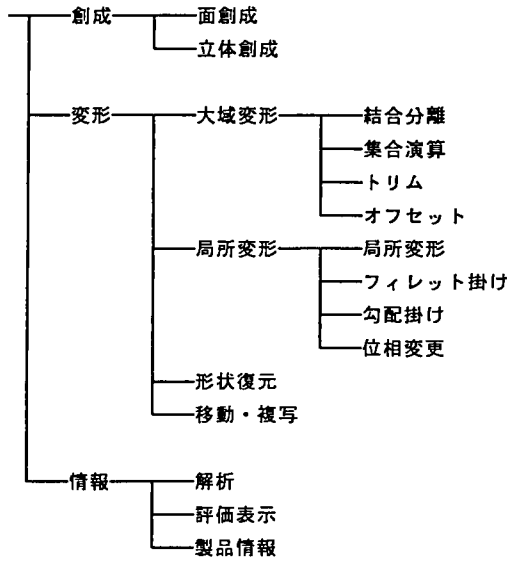 創成 面創成
立体創成
変形 大域変形 結合分離
集合演算
トリム
オフセット
局所変形 局所変形
フィレット掛け
勾配掛け
位相変更
形状復元
移動・複写
情報 解析
評価表示
製品情報